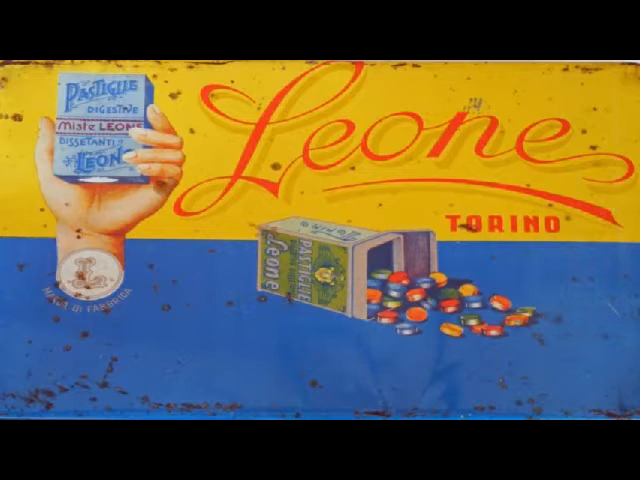 PASTIGLIE
DIGESTIVE
Miste LEONE
DISSETANTI
LEONE
Leone
TORINO
PASTIGLIE
Leone
L
MARCA DI FABBRICA